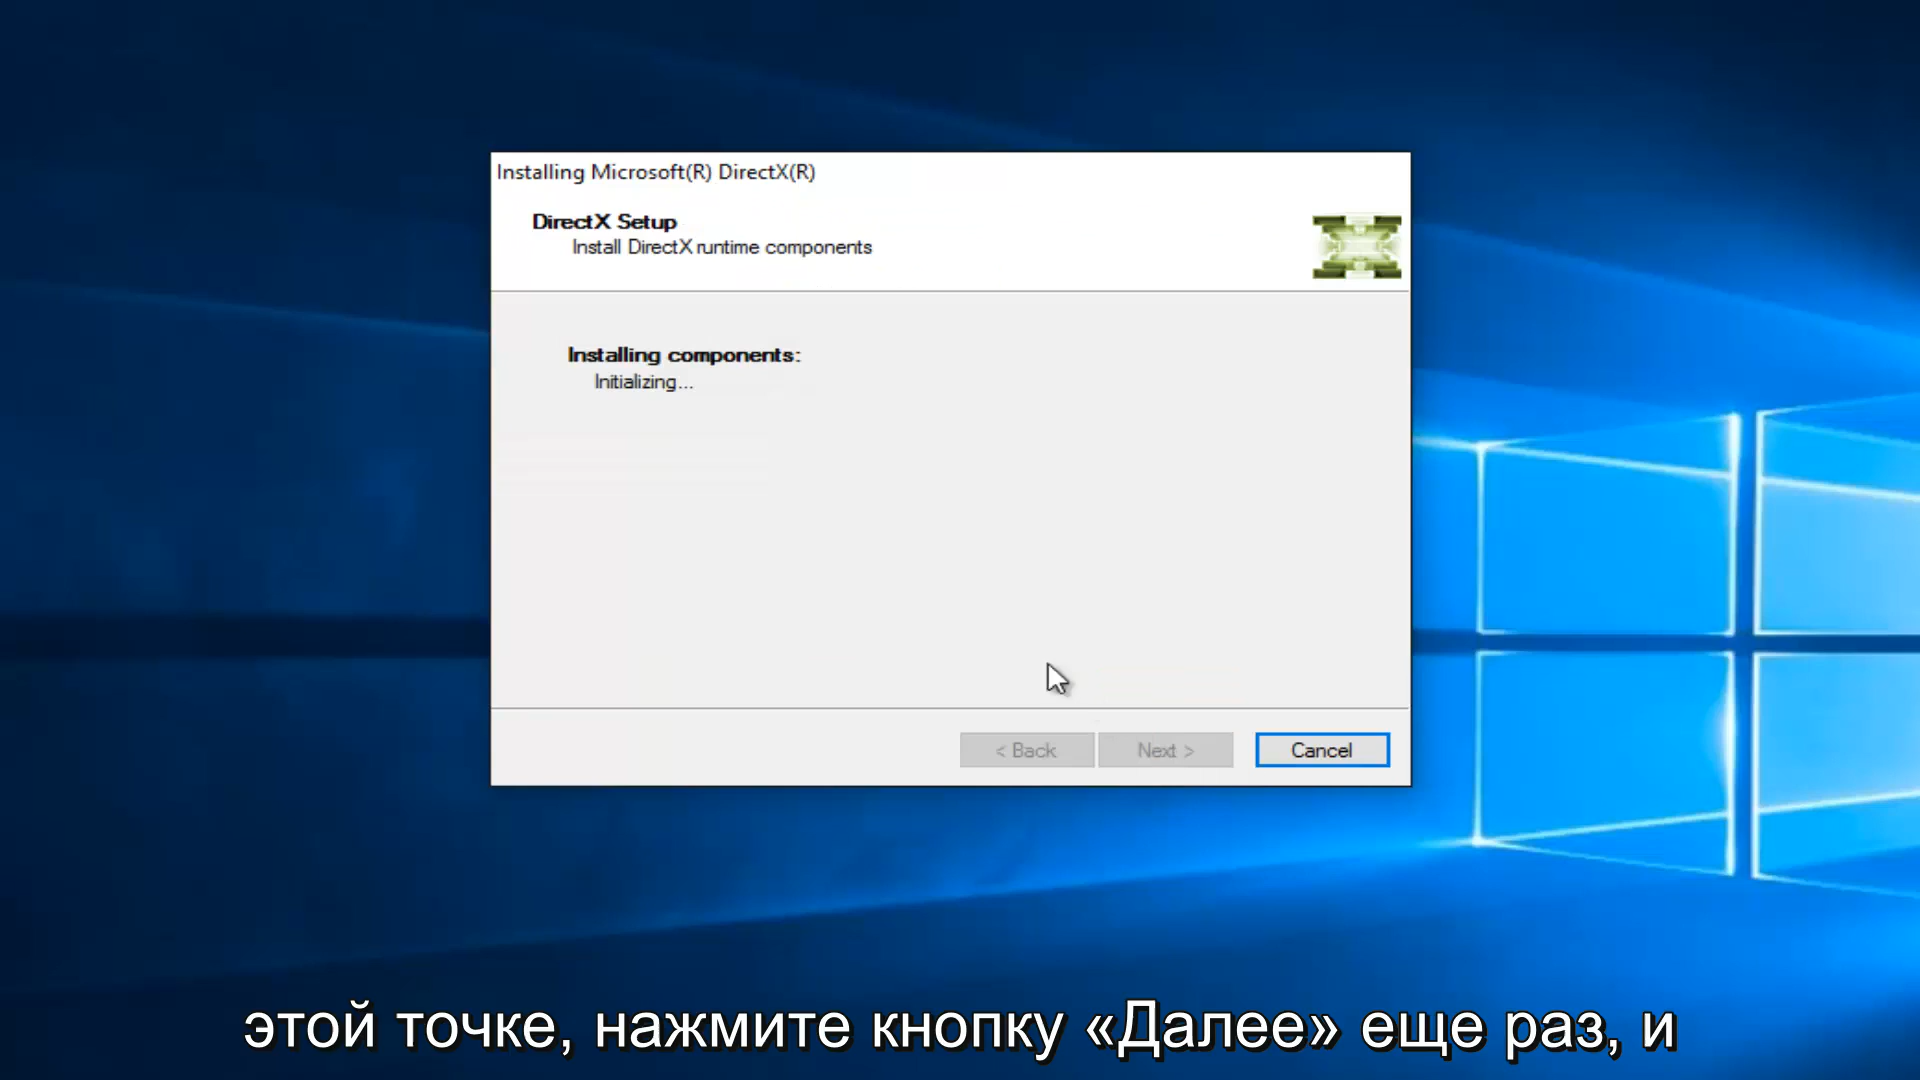 Installing Microsoft(R) DirectX(R)
DirectX Setup
Install DirectX runtime components
Installing components:
Initializing...
< Back
Next >
Cancel
этой точке, нажмите кнопку «Далее» еще раз, и